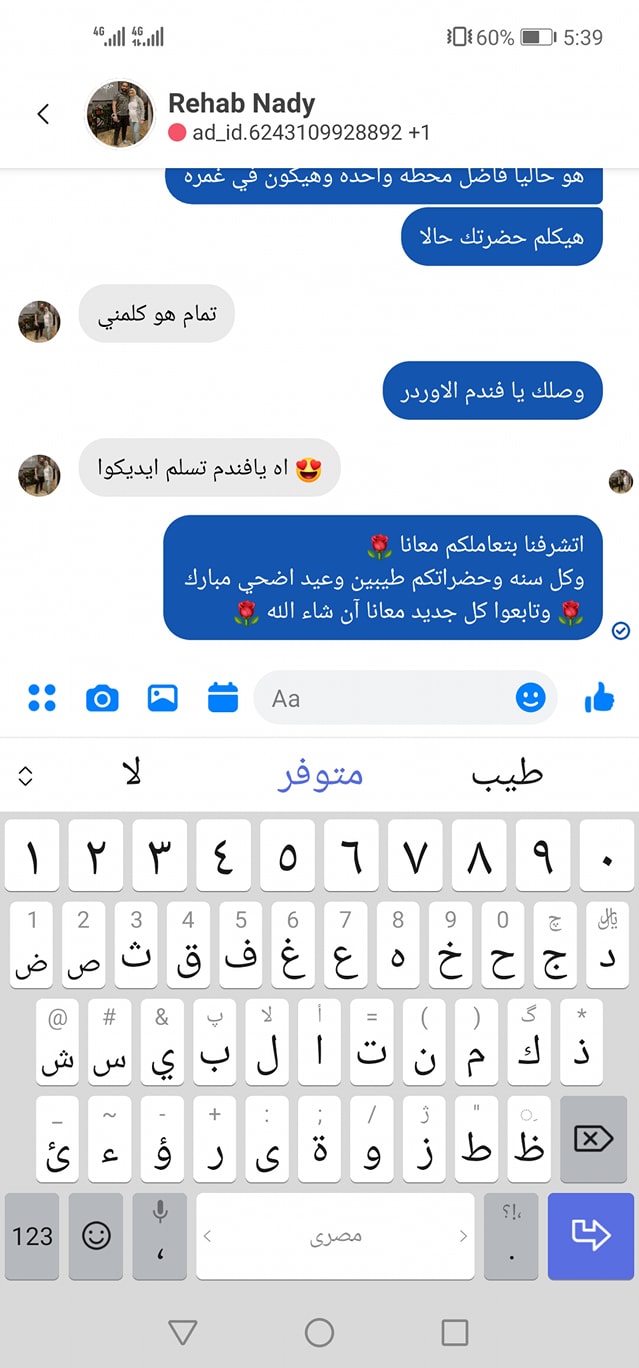 4G 4G 60% 5:39
Rehab Nady
ad_id.6243109928892 +1
هو حاليا فاضل محطه واحده وهيكون في غمره
هيكلم حضرتك حالا
تمام هو كلمني
وصلك يا فندم الاوردر
اه يافندم تسلم ايديكوا 😍
اتشرفنا بتعاملكم معانا 🌹
وكل سنه وحضراتكم طيبين وعيد اضحي مبارك
🌹 وتابعوا كل جديد معانا آن شاء الله 🌹
Aa
طيب متوفر لا
١ ٢ ٣ ٤ ٥ ٦ ٧ ٨ ٩ ٠
1 2 3 4 5 6 7 8 9 0 چ ﷼
ض ص ث ق ف غ ع ه خ ح ج د
@ # & پ لا أ = ( ) گ *
ش س ي ب ل ا ت ن م ك ذ
_ ~ - + : ; / ژ "
ئ ء ؤ ر ى ة و ز ط ظ
123 ، مصرى . ،!؟